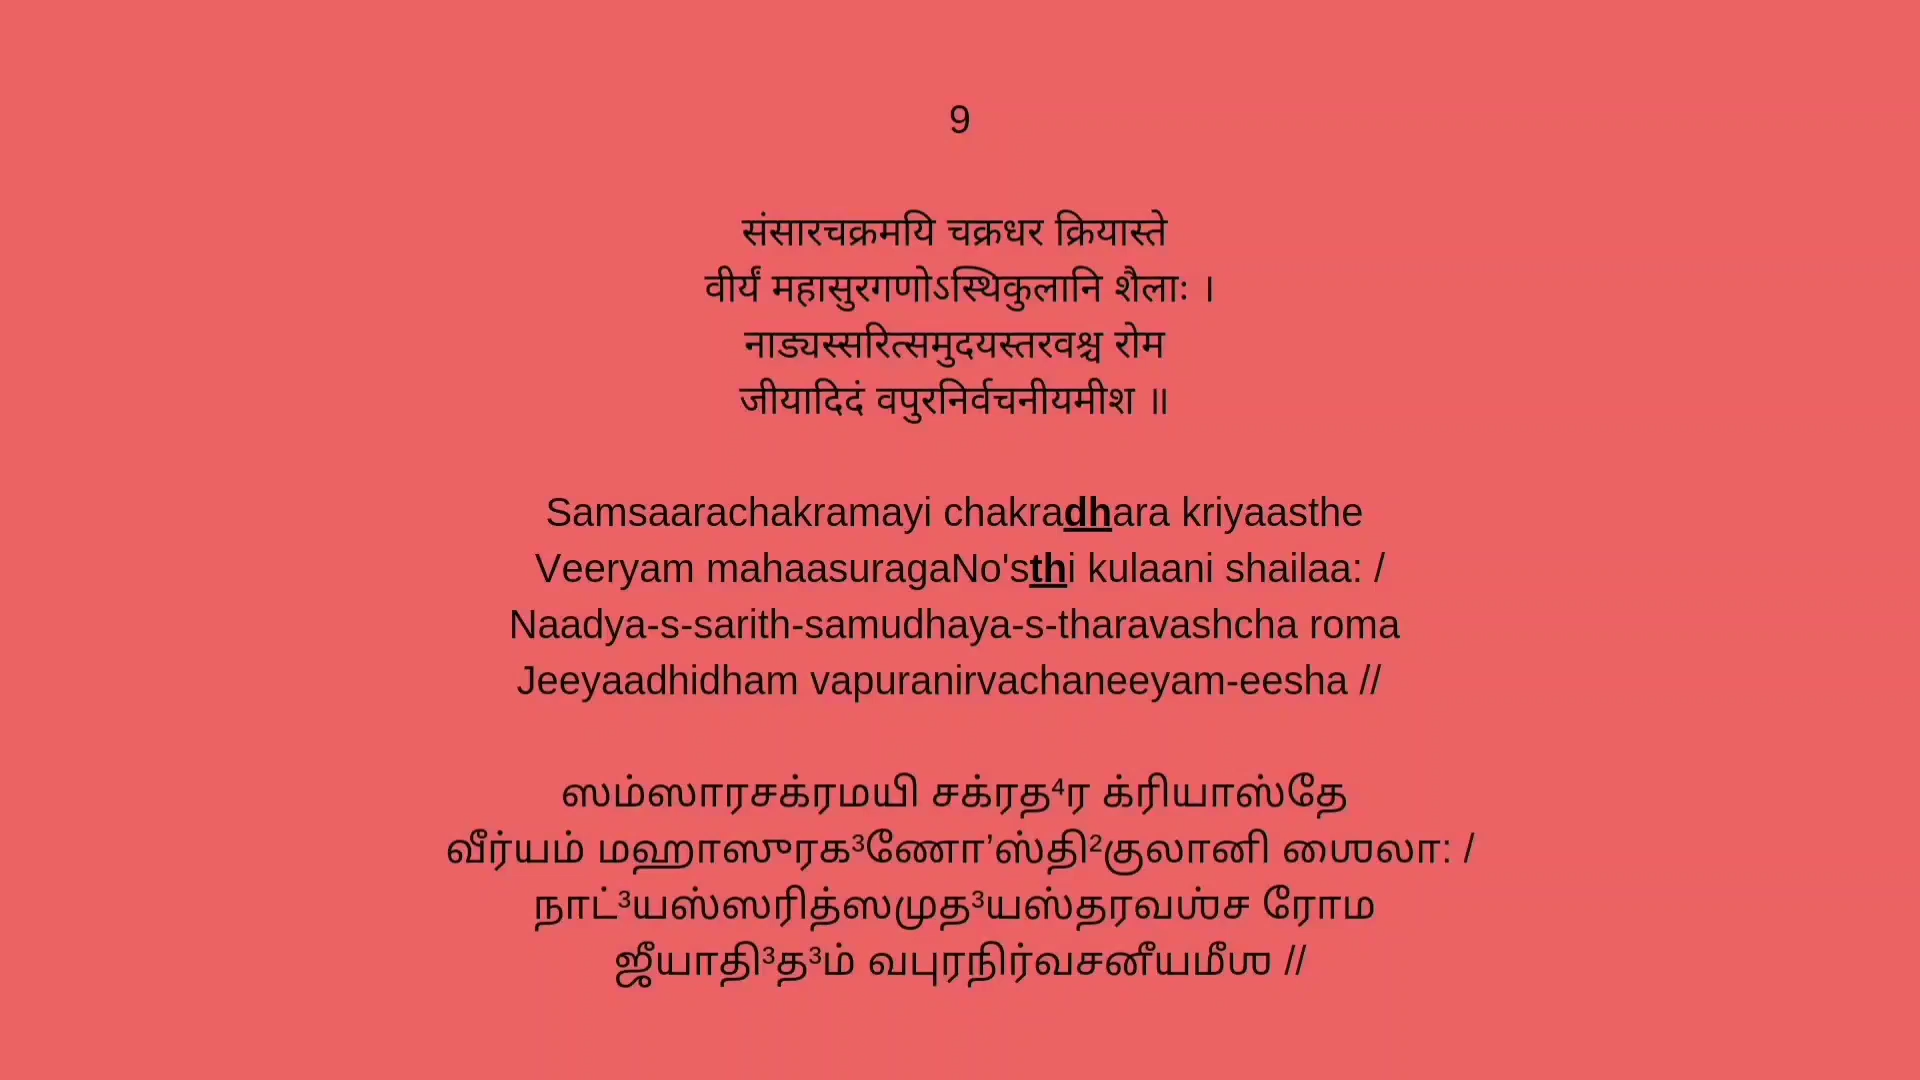 9
संसारचक्रमयि चक्रधर क्रियास्ते
वीर्यं महासुरगणोऽस्थिकुलानि शैलाः ।
नाड्यस्सरित्समुदयस्तरवश्च रोम
जीयादिदं वपुरनिर्वचनीयमीश ॥
Samsaarachakramayi chakradhara kriyaasthe
Veeryam mahaasuragaNo'sthi kulaani shailaa: /
Naadya-s-sarith-samudhaya-s-tharavashcha roma
Jeeyaadhidham vapuranirvachaneeyam-eesha //
ஸம்ஸாரசக்ரமயி சக்ரத⁴ர க்ரியாஸ்தே
வீர்யம் மஹாஸுரக³ணோ’ஸ்தி²குலானி ஶைலா: /
நாட்³யஸ்ஸரித்ஸமுத³யஸ்தரவஶ்ச ரோம
ஜீயாதி³த³ம் வபுரநிர்வசனீயமீஶ //